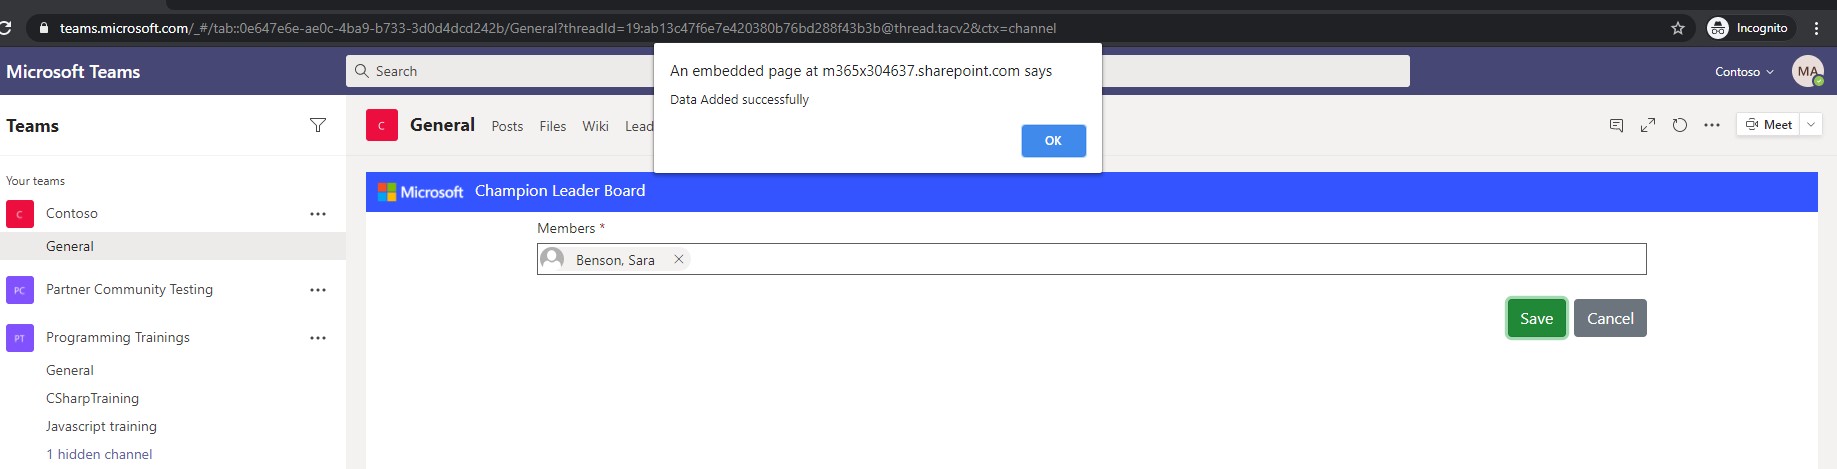 teams.microsoft.com/_#/tab::0e647e6e-ae0c-4ba9-b733-3d0d4dcd242b/General?threadId=19:ab13c47f6e7e420380b76bd288f43b3b@thread.tacv2&ctx=channel
Incognito
Microsoft Teams
Search
Contoso
MA
An embedded page at m365x304637.sharepoint.com says
Data Added successfully
OK
Teams
C
General
Posts
Files
Wiki
Lead
Meet
Your teams
C
Contoso
General
PC
Partner Community Testing
PT
Programming Trainings
General
CSharpTraining
Javascript training
1 hidden channel
Microsoft
Champion Leader Board
Members *
Benson, Sara
Save
Cancel